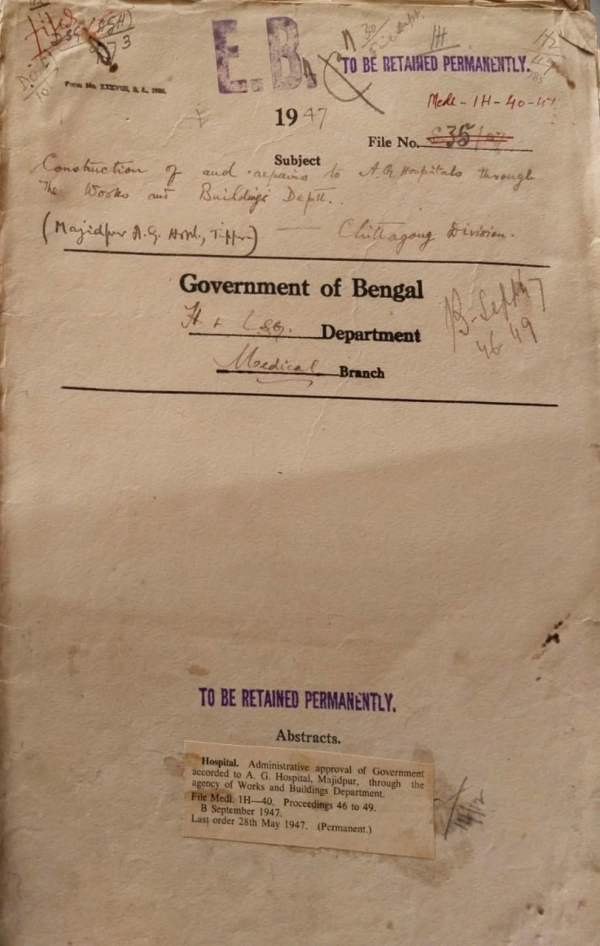 E.B.
TO BE RETAINED PERMANENTLY.
Form No. XXXVIII,
1947
Medl-1H-40-47
File No. 35/47
Subject
Construction of and repairs to A.G. Hospitals through
the Works and Buildings Deptt.
(Majidpur A.G. Hospl., Tippera) — Chittagong Division.
Government of Bengal
H & LSG. Department
Medical Branch
B-Sept/47
46-49
TO BE RETAINED PERMANENTLY.
Abstracts.
Hospital. Administrative approval of Government
accorded to A. G. Hospital, Majidpur, through the
agency of Works and Buildings Department.
File Medl. 1H—40. Proceedings 46 to 49.
B September 1947.
Last order 28th May 1947. (Permanent.)